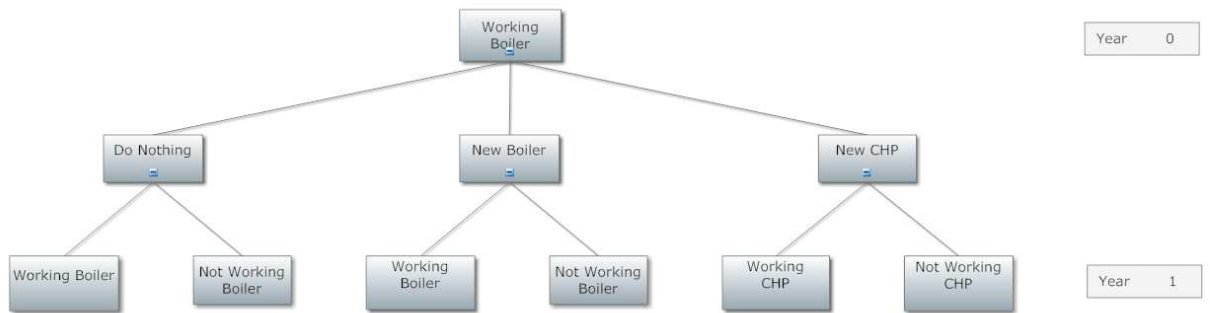 Working
Boiler
Year 0
Do Nothing
New Boiler
New CHP
Working Boiler
Not Working
Boiler
Working
Boiler
Not Working
Boiler
Working
CHP
Not Working
CHP
Year 1